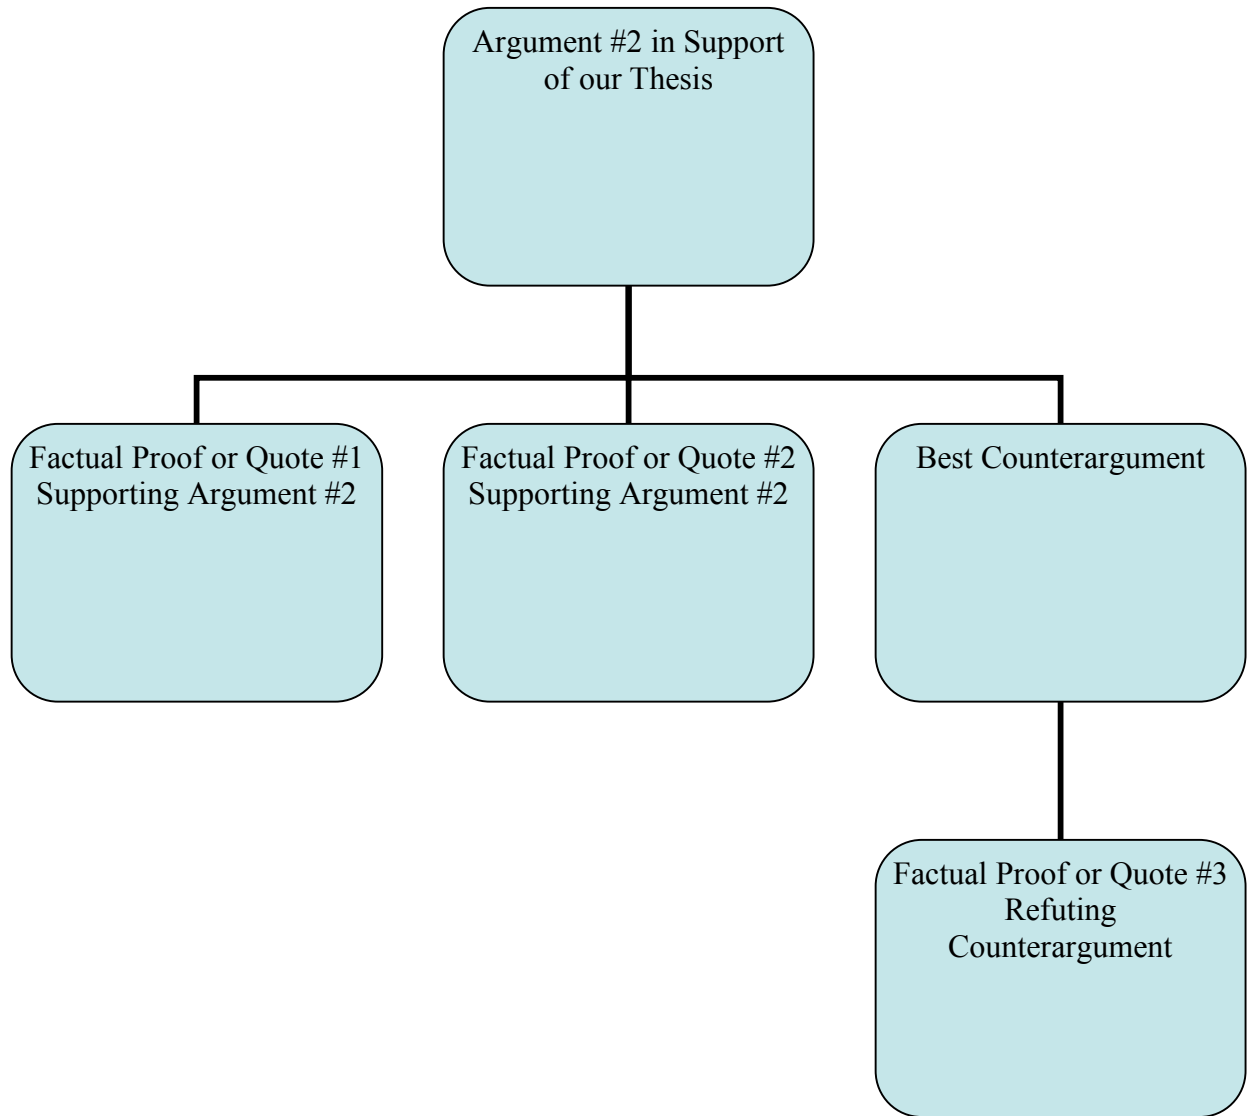 Argument #2 in Support
of our Thesis
Factual Proof or Quote #1
Supporting Argument #2
Factual Proof or Quote #2
Supporting Argument #2
Best Counterargument
Factual Proof or Quote #3
Refuting
Counterargument